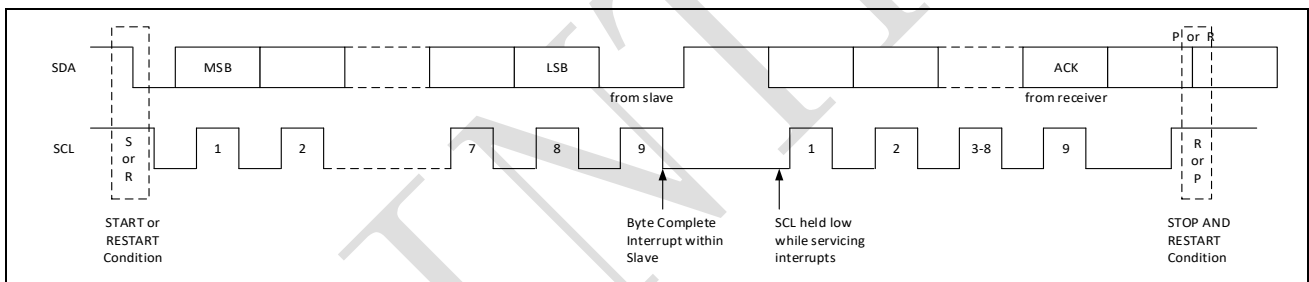 P or R
SDA
MSB
LSB
ACK
from slave
from receiver
SCL
S
or
R
1
2
7
8
9
1
2
3-8
9
R
or
P
START or
RESTART
Condition
Byte Complete
Interrupt within
Slave
SCL held low
while servicing
interrupts
STOP AND
RESTART
Condition